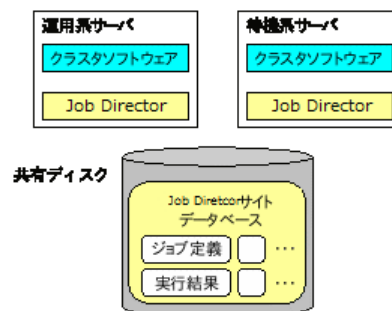 運用系サーバ
クラスタソフトウェア
Job Director
待機系サーバ
クラスタソフトウェア
Job Director
共有ディスク
Job Diretcorサイト
データベース
ジョブ定義 …
実行結果 …